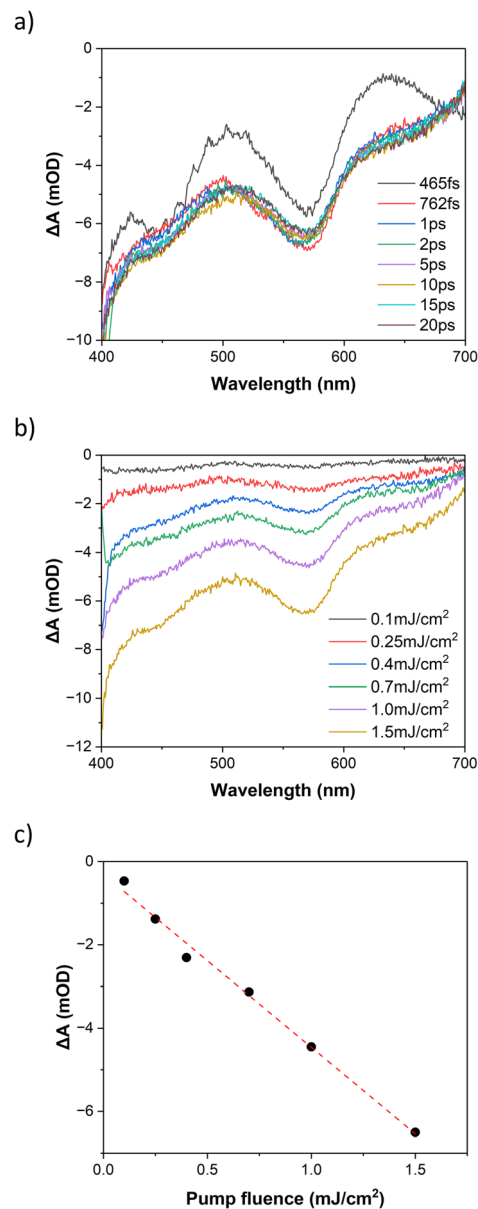 a)
0
−2
−4
−6
−8
−10
ΔA (mOD)
465fs
762fs
1ps
2ps
5ps
10ps
15ps
20ps
400 500 600 700
Wavelength (nm)
b)
0
−2
−4
−6
−8
−10
−12
ΔA (mOD)
0.1mJ/cm²
0.25mJ/cm²
0.4mJ/cm²
0.7mJ/cm²
1.0mJ/cm²
1.5mJ/cm²
400 500 600 700
Wavelength (nm)
c)
0
−2
−4
−6
ΔA (mOD)
0.0 0.5 1.0 1.5
Pump fluence (mJ/cm²)